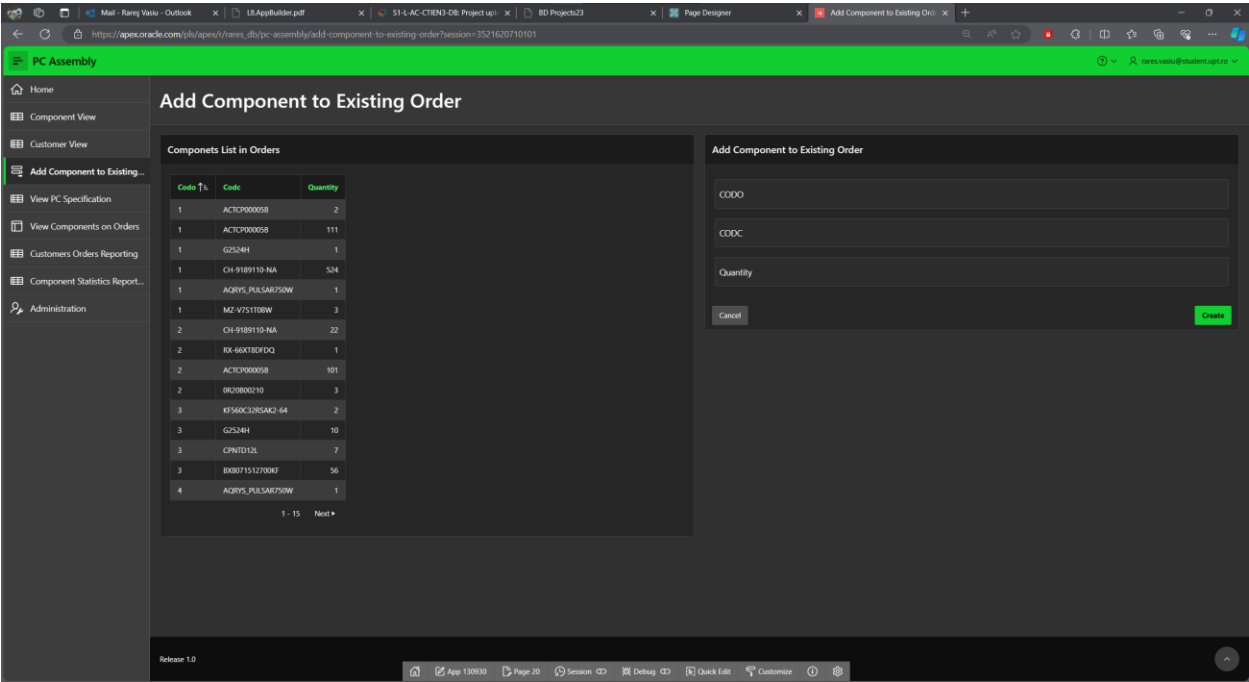 Mail - Rareș Vasiu - Outlook
L8.AppBuilder.pdf
S1-L-AC-CTIEN3-DB: Project upl
BD Projects23
Page Designer
Add Component to Existing Ord
https://apex.oracle.com/pls/apex/r/rares_db/pc-assembly/add-component-to-existing-order?session=3521620710101
PC Assembly
rares.vasiu@student.upt.ro
Home
Component View
Customer View
Add Component to Existing...
View PC Specification
View Components on Orders
Customers Orders Reporting
Component Statistics Report...
Administration
Add Component to Existing Order
Componets List in Orders
Codo Codc Quantity
1 ACTCP00005B 2
1 ACTCP00005B 111
1 G2524H 1
1 CH-9189110-NA 524
1 AQRYS_PULSAR750W 1
1 MZ-V7S1T0BW 3
2 CH-9189110-NA 22
2 RX-66XT8DFDQ 1
2 ACTCP00005B 101
2 0R20B00210 3
3 KF560C32RSAK2-64 2
3 G2524H 10
3 CPNTD12L 7
3 BX8071512700KF 56
4 AQRYS_PULSAR750W 1
1 - 15 Next
Add Component to Existing Order
CODO
CODC
Quantity
Cancel
Create
Release 1.0
App 130930
Page 20
Session
Debug
Quick Edit
Customize